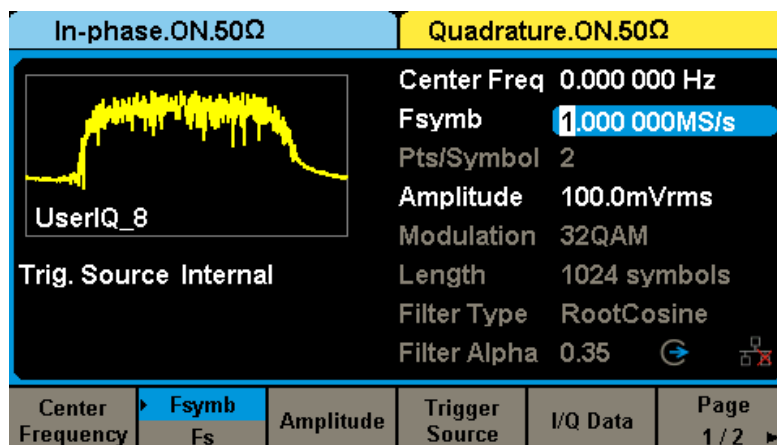 In-phase.ON.50Ω
Quadrature.ON.50Ω
UserIQ_8
Trig. Source Internal
Center Freq 0.000 000 Hz
Fsymb 1.000 000MS/s
Pts/Symbol 2
Amplitude 100.0mVrms
Modulation 32QAM
Length 1024 symbols
Filter Type RootCosine
Filter Alpha 0.35
Center Frequency
Fsymb
Fs
Amplitude
Trigger Source
I/Q Data
Page 1/2